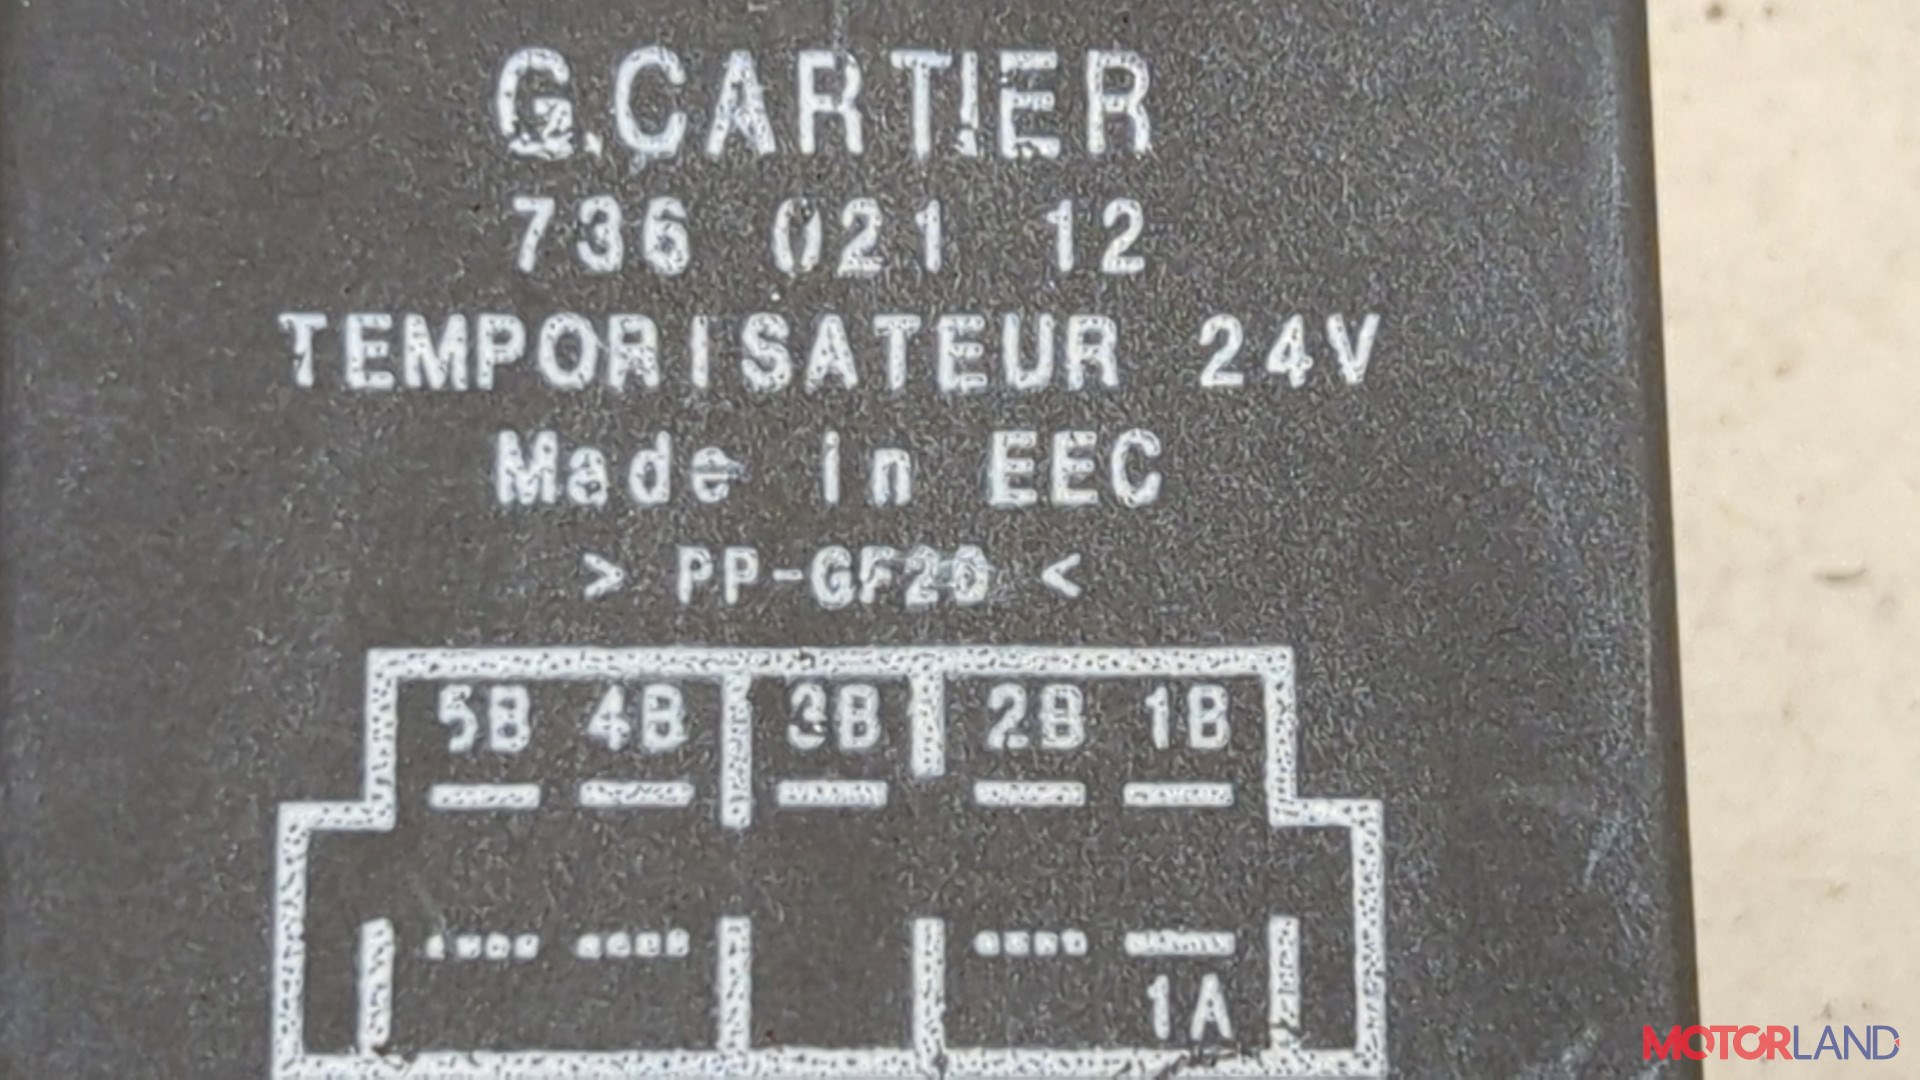 G.CARTIER
736 021 12
TEMPORISATEUR 24V
Made in EEC
> PP-GF20 <
5B 4B 3B 2B 1B
1A
MOTORLAND